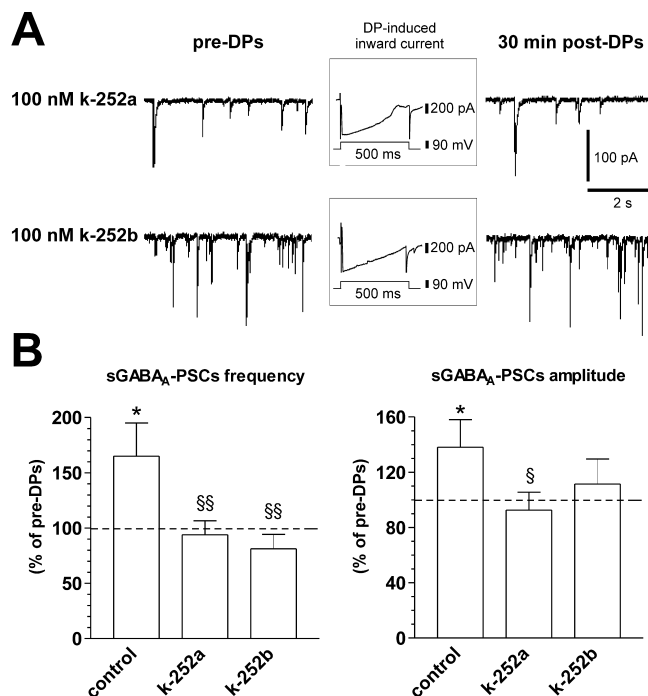 A
pre-DPs
DP-induced
inward current
30 min post-DPs
100 nM k-252a
200 pA
90 mV
500 ms
100 pA
2 s
100 nM k-252b
200 pA
90 mV
500 ms
B
sGABAA-PSCs frequency
(% of pre-DPs)
200
150
100
50
0
*
§§
§§
control
k-252a
k-252b
sGABAA-PSCs amplitude
(% of pre-DPs)
160
120
80
40
0
*
§
control
k-252a
k-252b